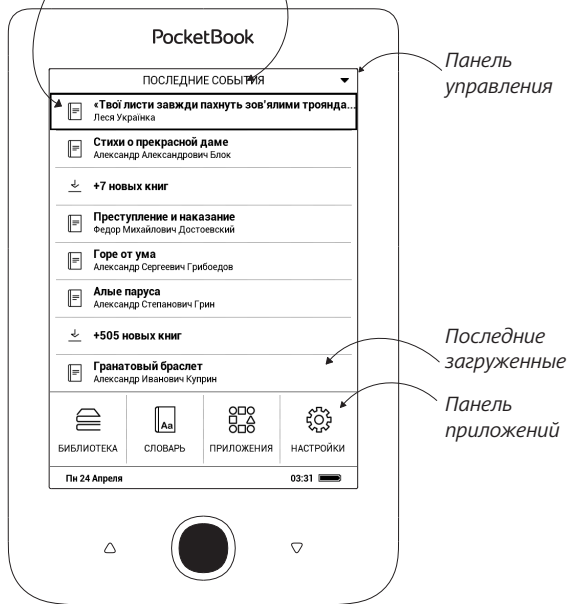 PocketBook
ПОСЛЕДНИЕ СОБЫТИЯ
Панель
управления
«Твої листи завжди пахнуть зов'ялими троянда...
Леся Українка
Стихи о прекрасной даме
Александр Александрович Блок
+7 новых книг
Преступление и наказание
Федор Михайлович Достоевский
Горе от ума
Александр Сергеевич Грибоедов
Алые паруса
Александр Степанович Грин
+505 новых книг
Последние
загруженные
Гранатовый браслет
Александр Иванович Куприн
Панель
приложений
Aa
БИБЛИОТЕКА СЛОВАРЬ ПРИЛОЖЕНИЯ НАСТРОЙКИ
Пн 24 Апреля 03:31